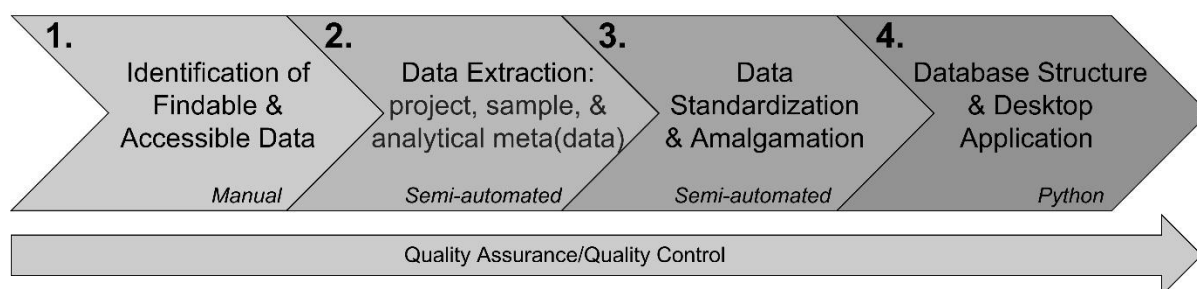 1.
Identification of
Findable &
Accessible Data
Manual
2.
Data Extraction:
project, sample, &
analytical meta(data)
Semi-automated
3.
Data
Standardization
& Amalgamation
Semi-automated
4.
Database Structure
& Desktop
Application
Python
Quality Assurance/Quality Control